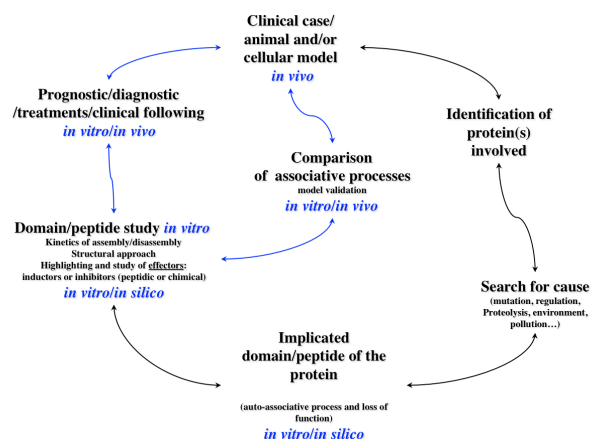 Clinical case/
animal and/or
cellular model
in vivo
Prognostic/diagnostic
/treatments/clinical following
in vitro/in vivo
Identification of
protein(s)
involved
Comparison
of associative processes
model validation
in vitro/in vivo
Domain/peptide study in vitro
Kinetics of assembly/disassembly
Structural approach
Highlighting and study of effectors:
inductors or inhibitors (peptidic or chimical)
in vitro/in silico
Search for cause
(mutation, regulation,
Proteolysis, environment,
pollution…)
Implicated
domain/peptide of the
protein
(auto-associative process and loss of
function)
in vitro/in silico